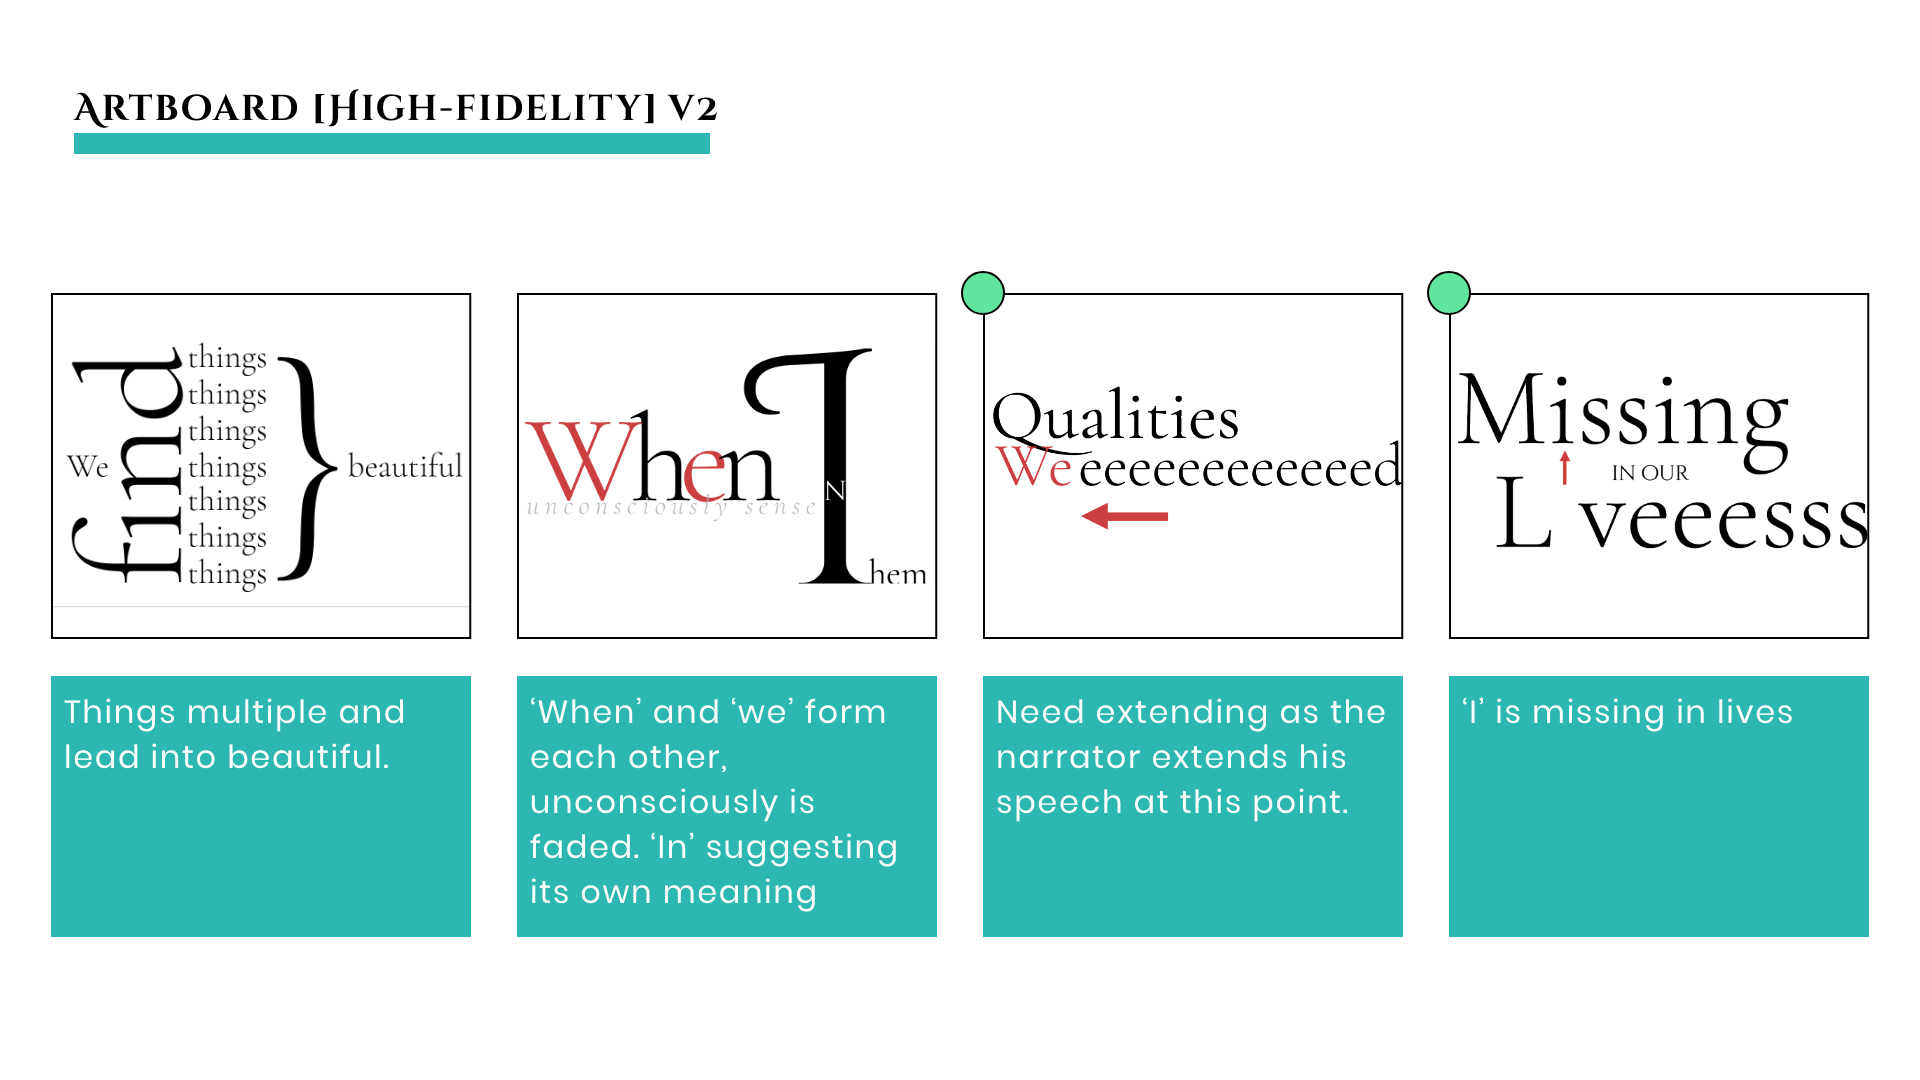 Artboard [High-fidelity] v2
We find things } beautiful
things
things
things
things
things
things
When I
unconsciously sense N
hem
Qualities
We eeeeeeeeeeeeed
Missing
IN OUR
L veeesss
Things multiple and
lead into beautiful.
‘When’ and ‘we’ form
each other,
unconsciously is
faded. ‘In’ suggesting
its own meaning
Need extending as the
narrator extends his
speech at this point.
‘I’ is missing in lives